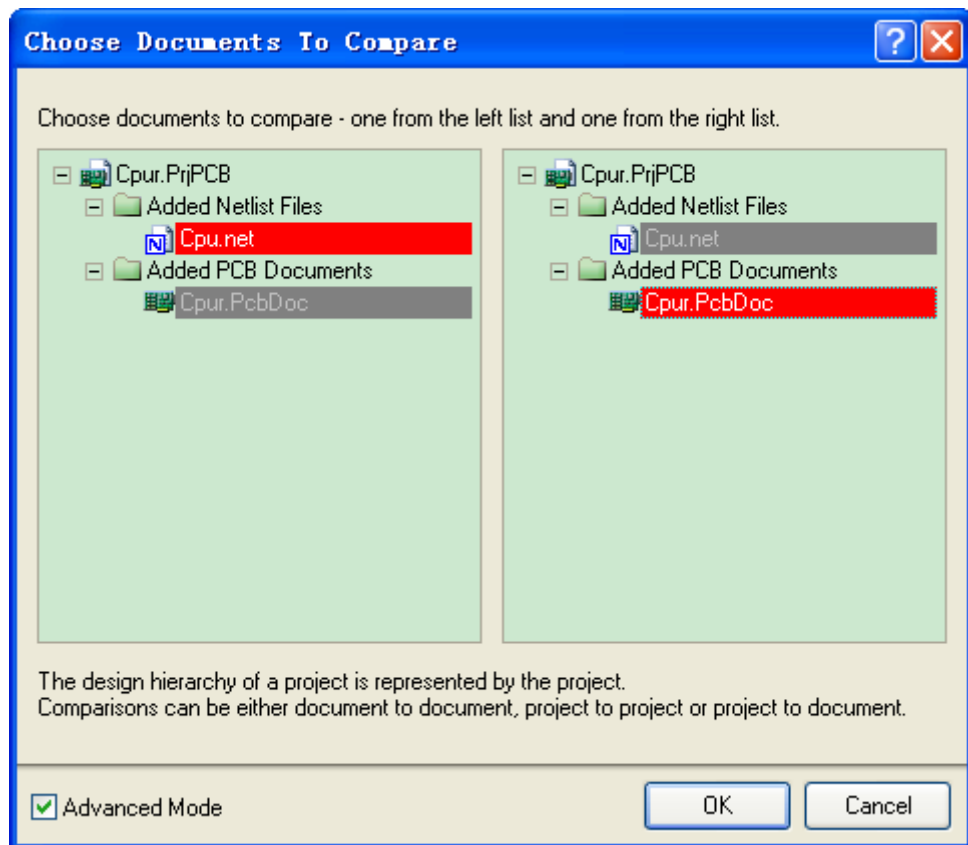 Choose Documents To Compare
Choose documents to compare - one from the left list and one from the right list.
Cpur.PrjPCB
Added Netlist Files
Cpu.net
Added PCB Documents
Cpur.PcbDoc
Cpur.PrjPCB
Added Netlist Files
Cpu.net
Added PCB Documents
Cpur.PcbDoc
The design hierarchy of a project is represented by the project.
Comparisons can be either document to document, project to project or project to document.
Advanced Mode
OK
Cancel